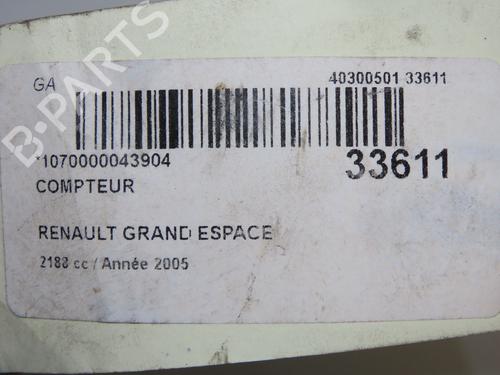 GA 40300501 33611
*1070000043904 33611
COMPTEUR
RENAULT GRAND ESPACE
2188 cc / Année 2005
B-PARTS